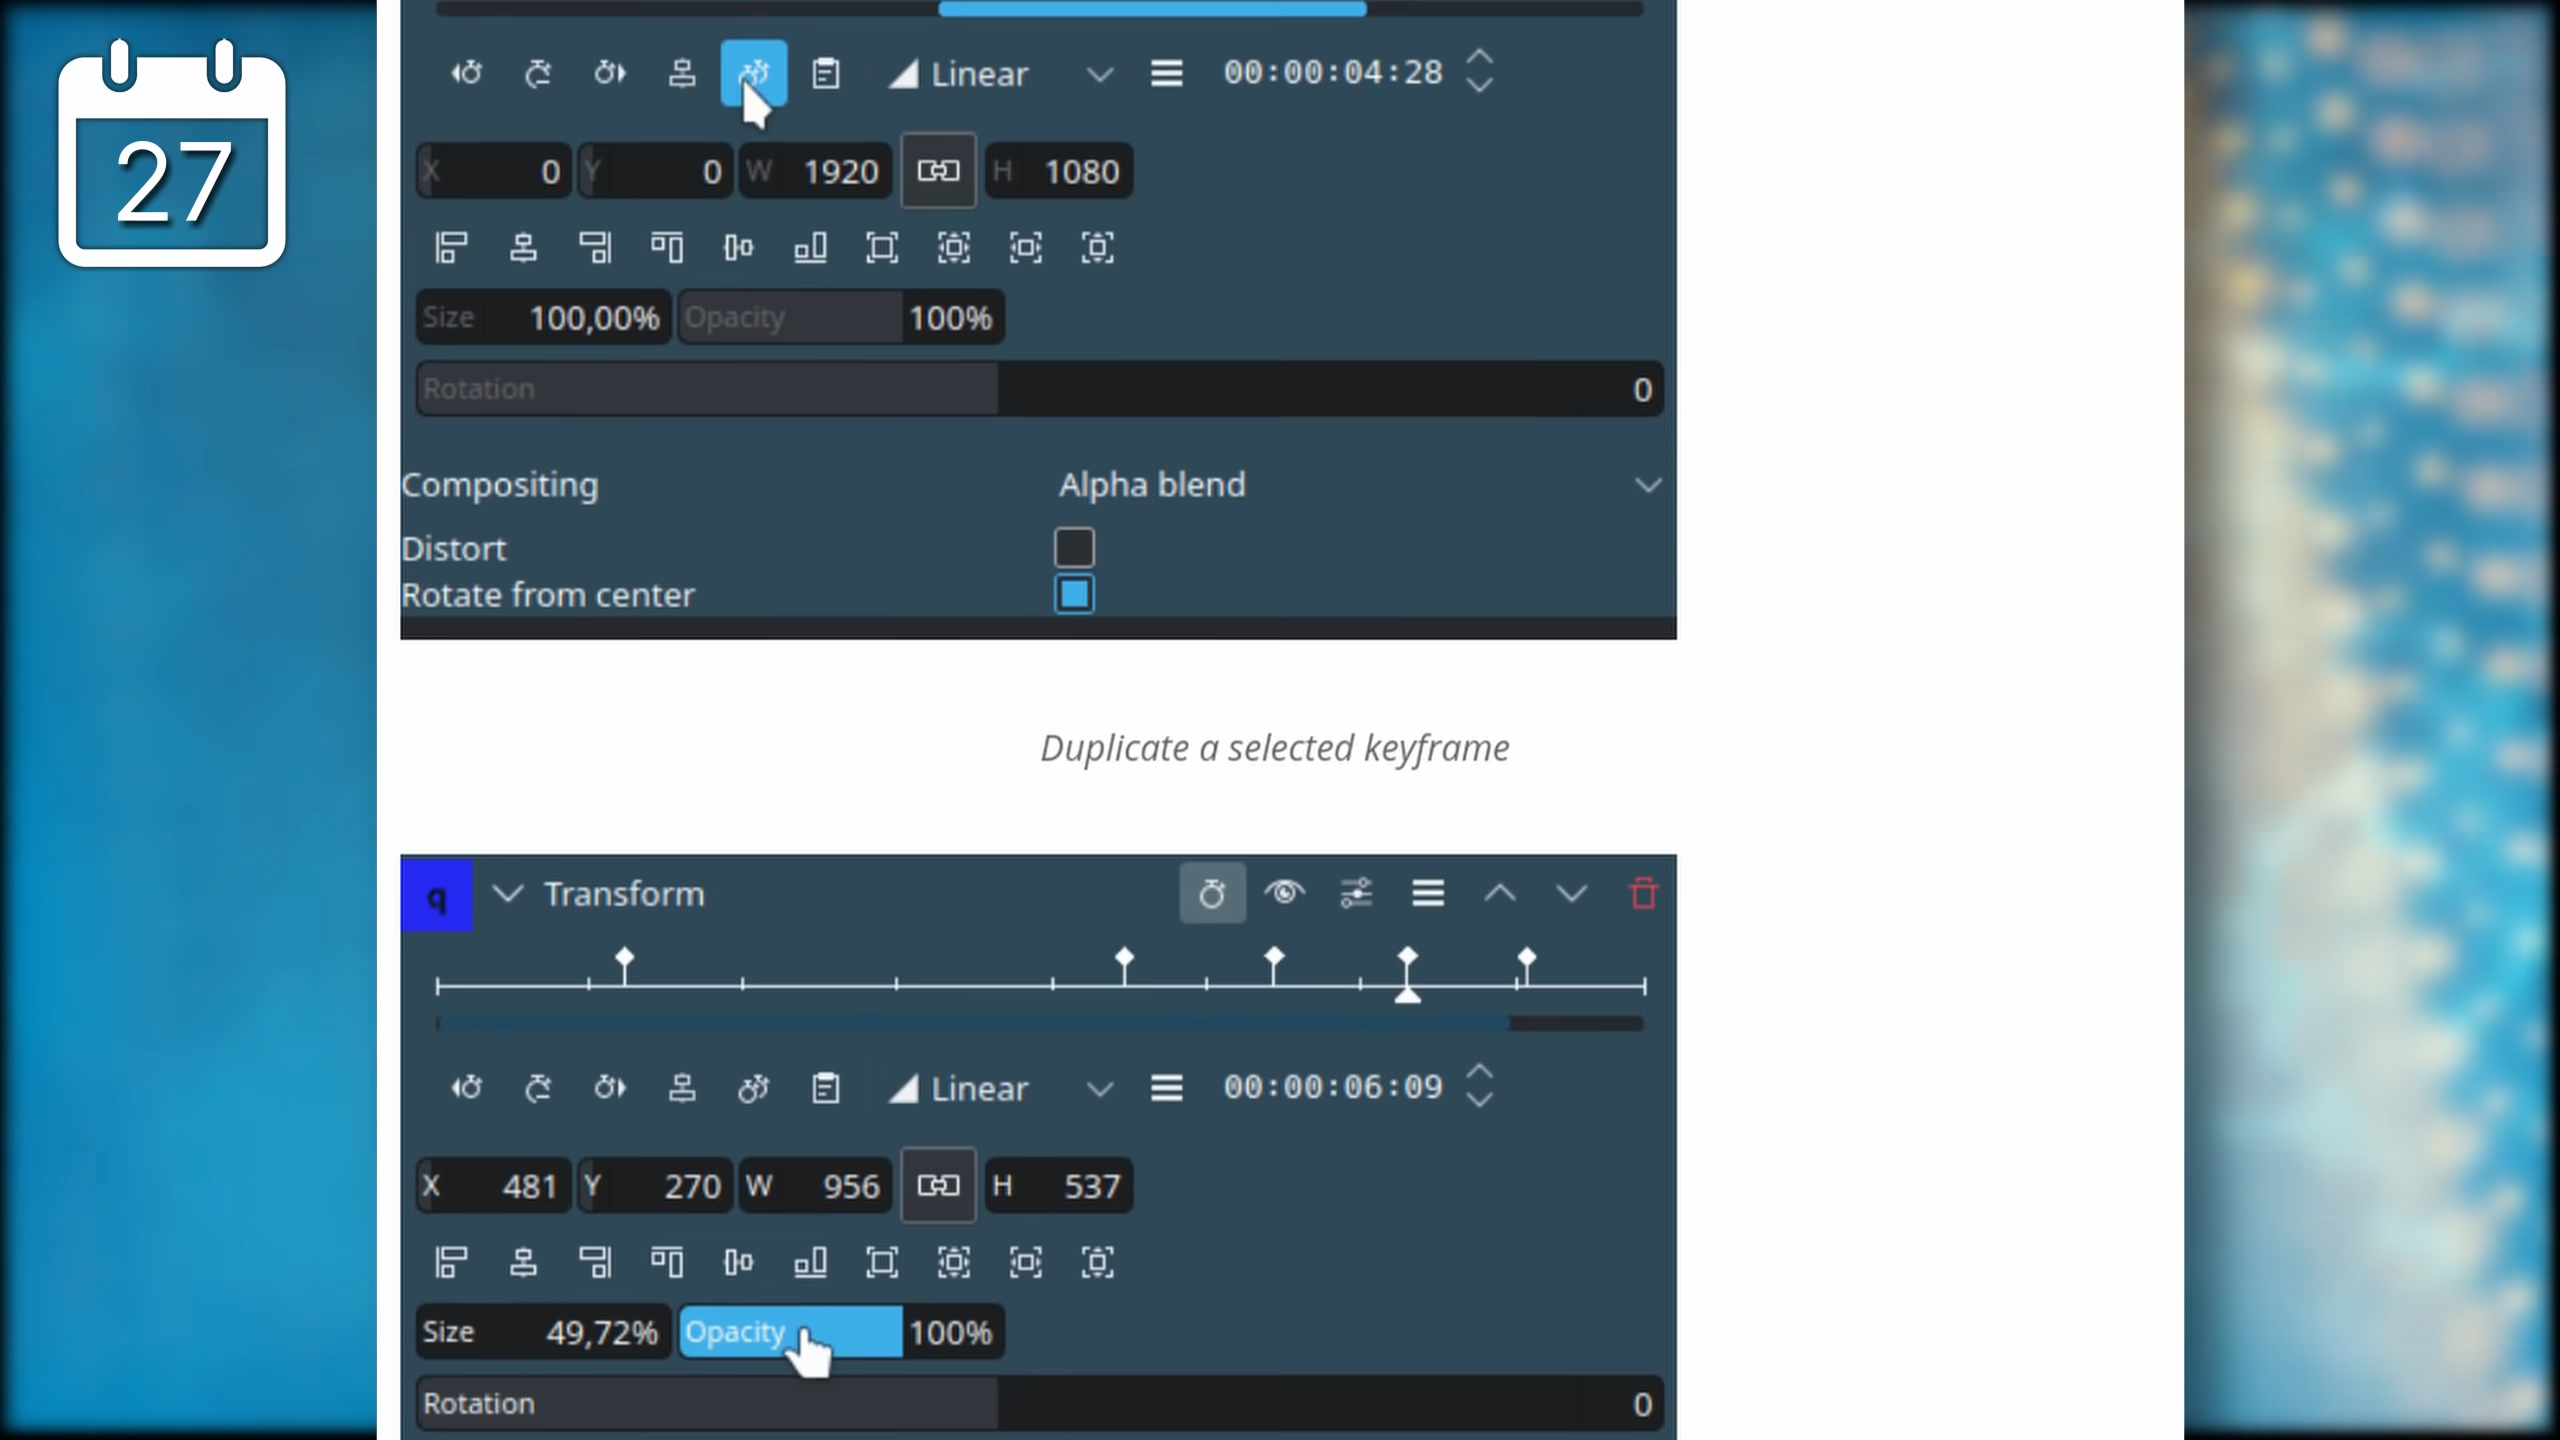 27
Linear 00:00:04:28
X 0 Y 0 W 1920 H 1080
Size 100,00% Opacity 100%
Rotation 0
Compositing Alpha blend
Distort
Rotate from center
Duplicate a selected keyframe
q Transform
Linear 00:00:06:09
X 481 Y 270 W 956 H 537
Size 49,72% Opacity 100%
Rotation 0